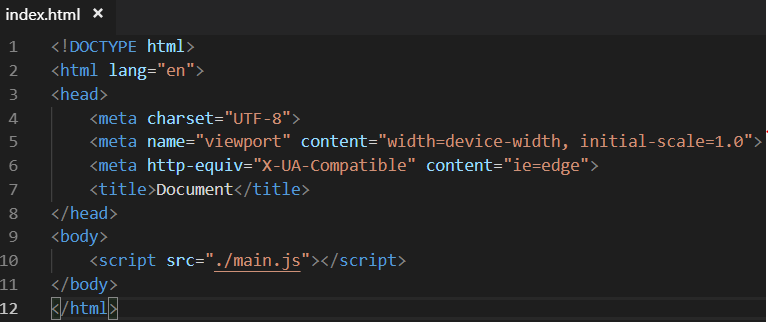 index.html ×
1 <!DOCTYPE html>
2 <html lang="en">
3 <head>
4     <meta charset="UTF-8">
5     <meta name="viewport" content="width=device-width, initial-scale=1.0">
6     <meta http-equiv="X-UA-Compatible" content="ie=edge">
7     <title>Document</title>
8 </head>
9 <body>
10     <script src="./main.js"></script>
11 </body>
12 </html>